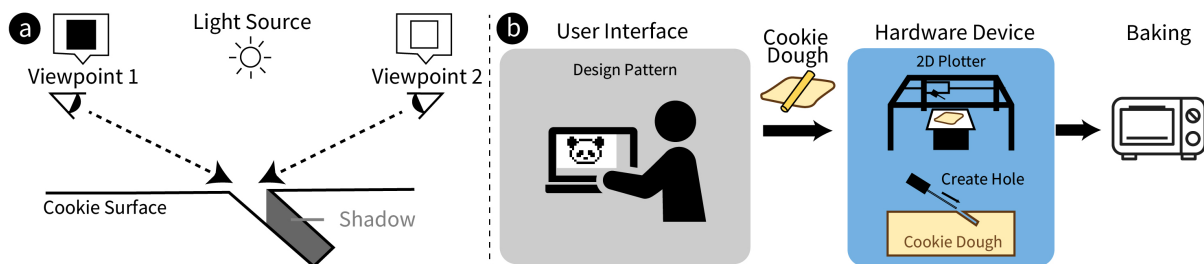 a
Light Source
Viewpoint 1
Viewpoint 2
Cookie Surface
Shadow
b
User Interface
Design Pattern
Cookie
Dough
Hardware Device
2D Plotter
Create Hole
Cookie Dough
Baking